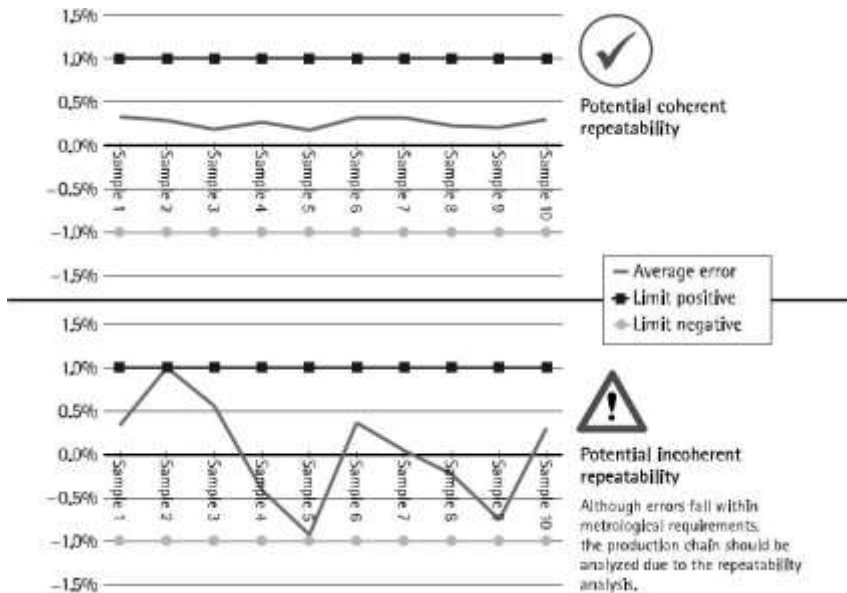 1,5%
1,0%
0,5%
0,0%
-0,5%
-1,0%
-1,5%
Sample 1
Sample 2
Sample 3
Sample 4
Sample 5
Sample 6
Sample 7
Sample 8
Sample 9
Sample 10
Potential coherent
repeatability
Average error
Limit positive
Limit negative
1,5%
1,0%
0,5%
0,0%
-0,5%
-1,0%
-1,5%
Sample 1
Sample 2
Sample 3
Sample 4
Sample 5
Sample 6
Sample 7
Sample 8
Sample 9
Sample 10
!
Potential incoherent
repeatability
Although errors fall within
metrological requirements,
the production chain should be
analyzed due to the repeatability
analysis.